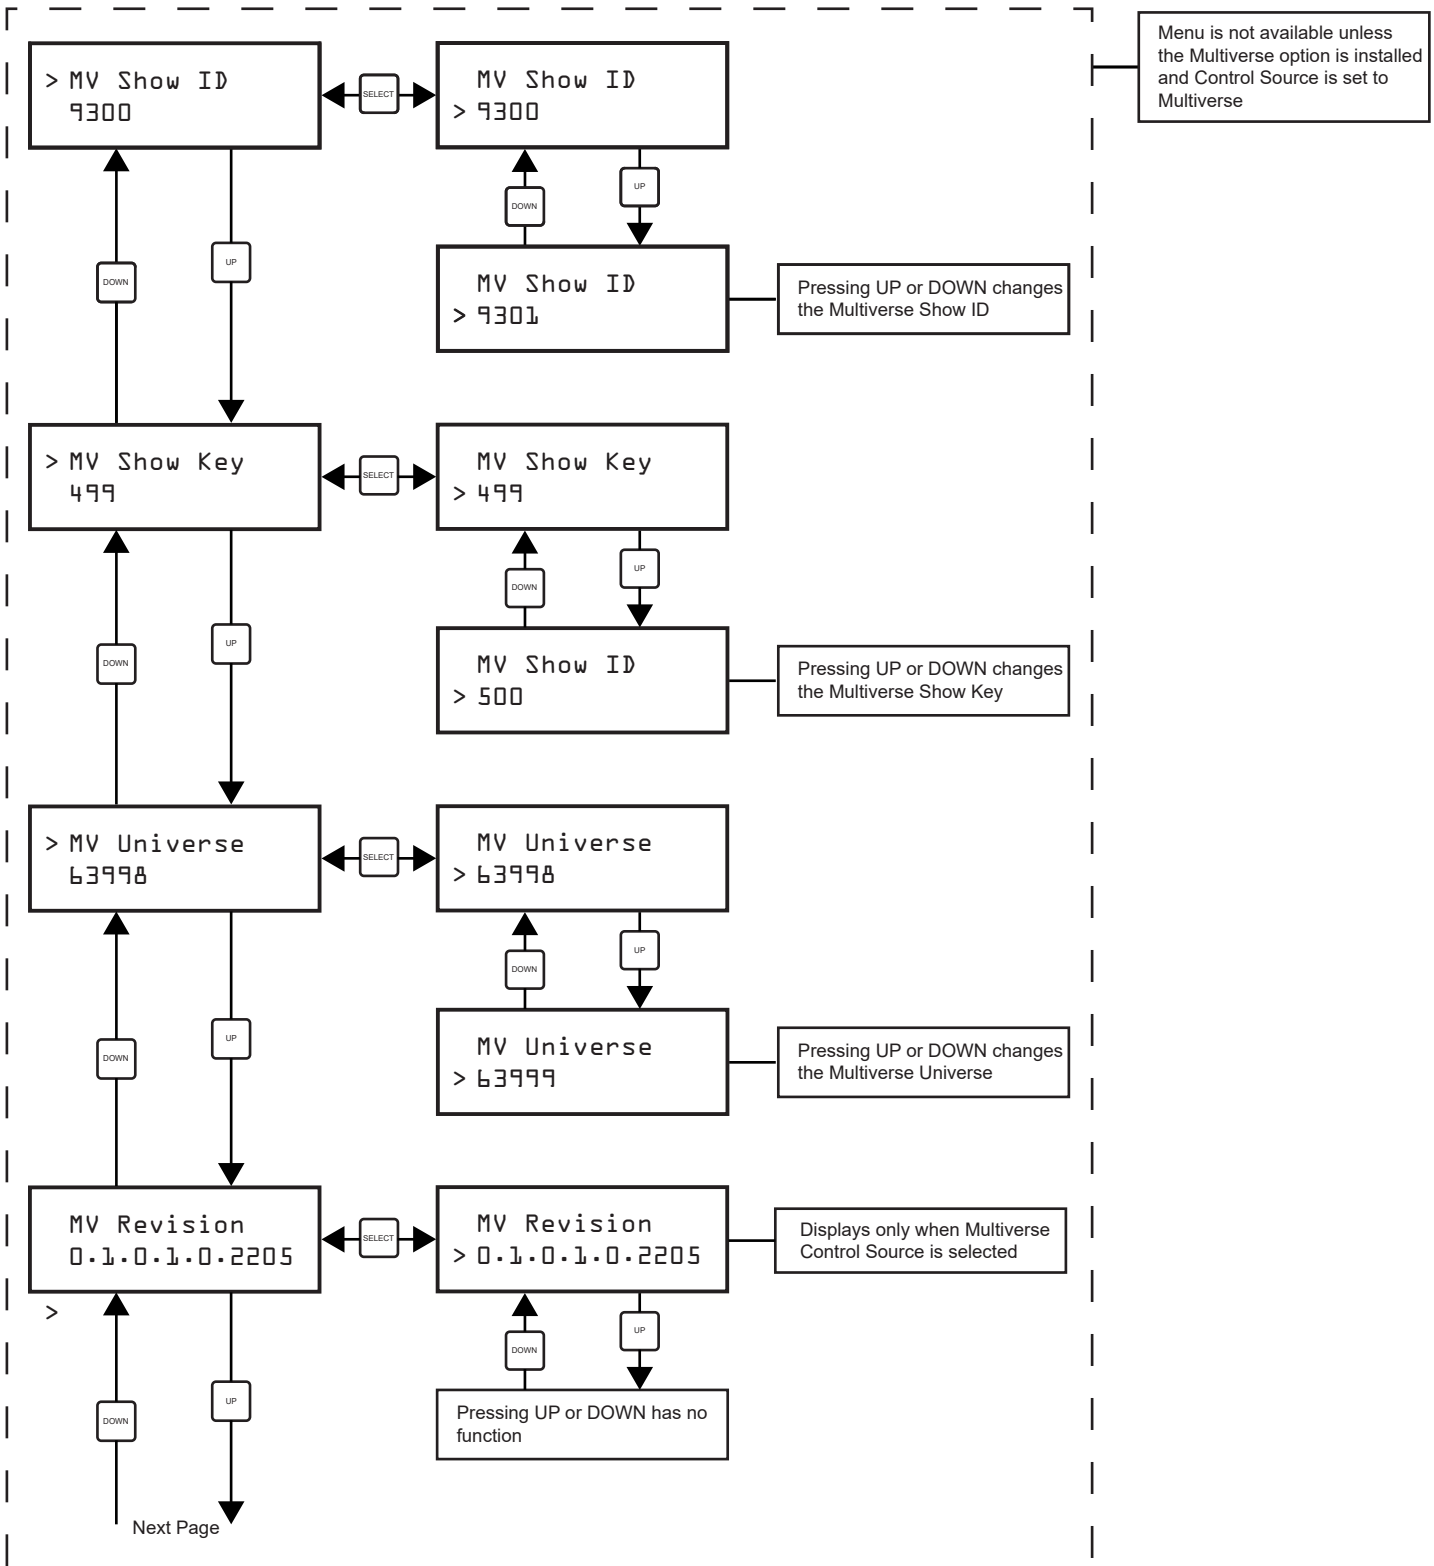 Menu is not available unless
the Multiverse option is installed
and Control Source is set to
Multiverse
> MV Show ID
9300
SELECT
MV Show ID
> 9300
DOWN
UP
DOWN
UP
MV Show ID
> 9301
Pressing UP or DOWN changes
the Multiverse Show ID
> MV Show Key
499
SELECT
MV Show Key
> 499
DOWN
UP
DOWN
UP
MV Show ID
> 500
Pressing UP or DOWN changes
the Multiverse Show Key
> MV Universe
63998
SELECT
MV Universe
> 63998
DOWN
UP
DOWN
UP
MV Universe
> 63999
Pressing UP or DOWN changes
the Multiverse Universe
MV Revision
0.1.0.1.0.2205
>
SELECT
MV Revision
> 0.1.0.1.0.2205
Displays only when Multiverse
Control Source is selected
DOWN
UP
DOWN
UP
Pressing UP or DOWN has no
function
Next Page